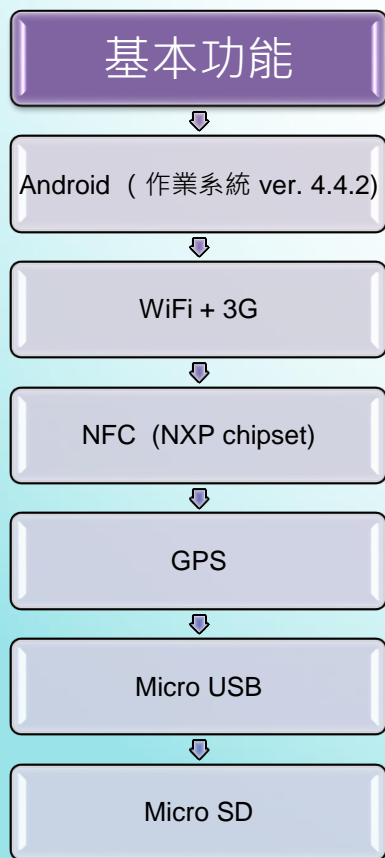 基本功能
Android （作業系統 ver. 4.4.2)
WiFi + 3G
NFC (NXP chipset)
GPS
Micro USB
Micro SD